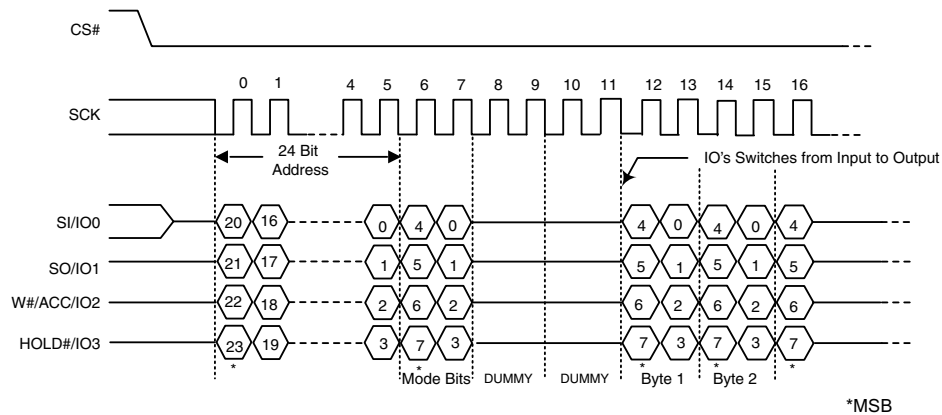 CS#
0 1 4 5 6 7 8 9 10 11 12 13 14 15 16
SCK
24 Bit
Address
IO's Switches from Input to Output
SI/IO0 20 16 0 4 0 4 0 4 0 4
SO/IO1 21 17 1 5 1 5 1 5 1 5
W#/ACC/IO2 22 18 2 6 2 6 2 6 2 6
HOLD#/IO3 23 19 3 7 3 7 3 7 3 7
* * * * *
Mode Bits DUMMY DUMMY Byte 1 Byte 2
*MSB